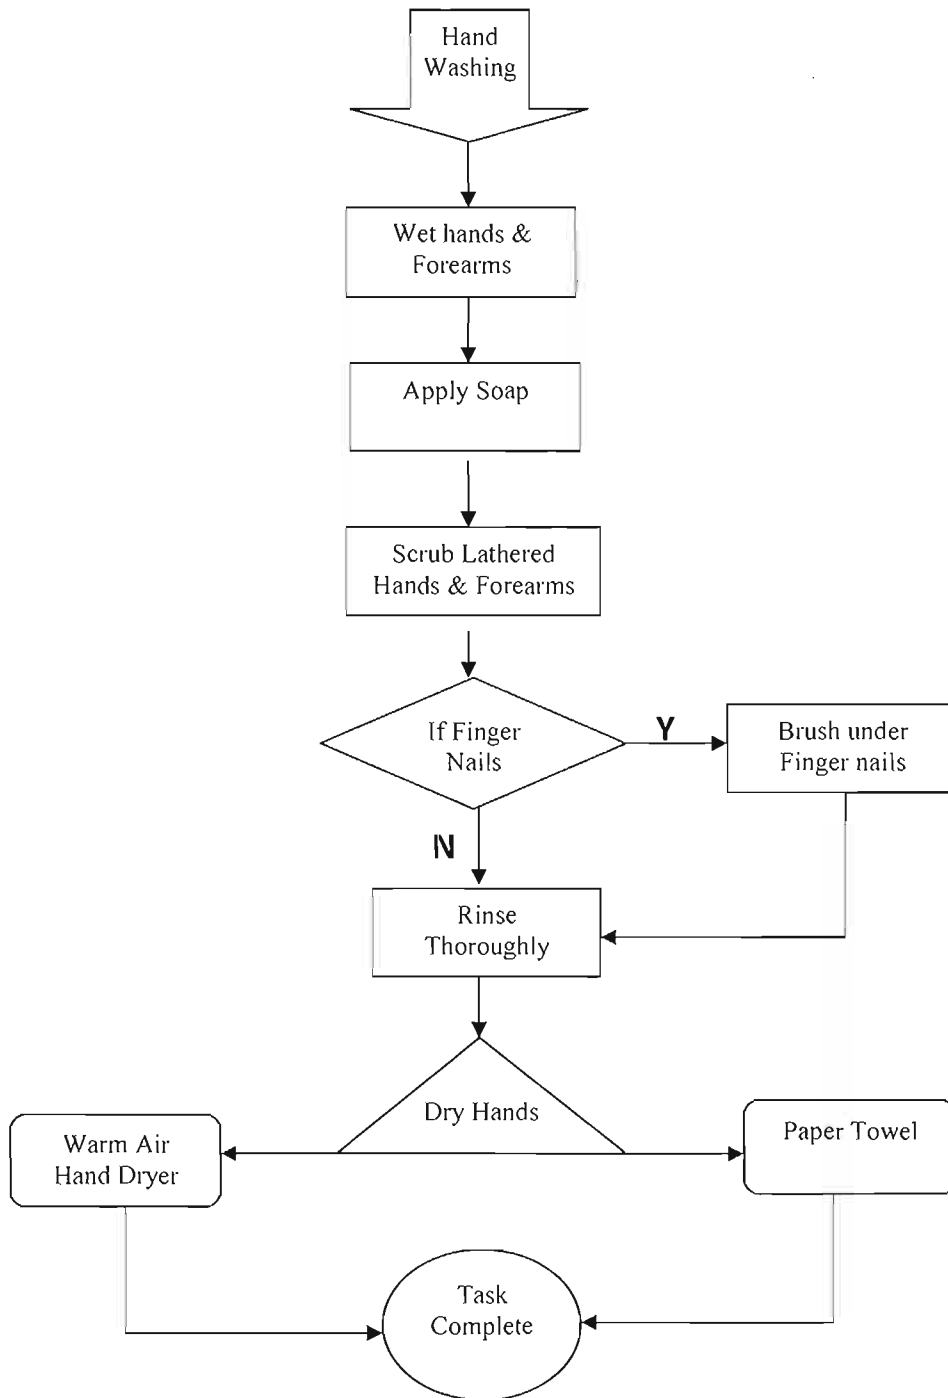 Hand
Washing
Wet hands &
Forearms
Apply Soap
Scrub Lathered
Hands & Forearms
If Finger
Nails
Y
Brush under
Finger nails
N
Rinse
Thoroughly
Dry Hands
Warm Air
Hand Dryer
Paper Towel
Task
Complete